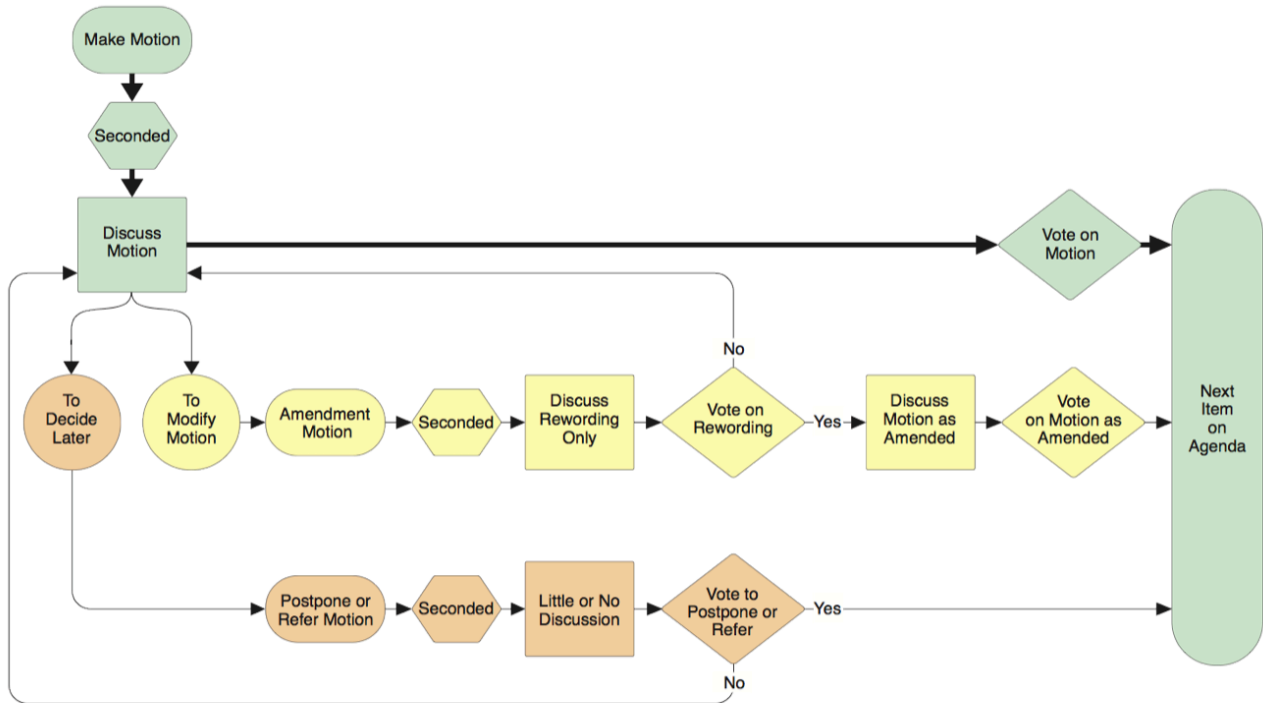 Make Motion
Seconded
Discuss
Motion
Vote on
Motion
Next
Item
on
Agenda
No
To
Decide
Later
To
Modify
Motion
Amendment
Motion
Seconded
Discuss
Rewording
Only
Vote on
Rewording
Yes
Discuss
Motion as
Amended
Vote
on Motion as
Amended
Postpone or
Refer Motion
Seconded
Little or No
Discussion
Vote to
Postpone or
Refer
Yes
No